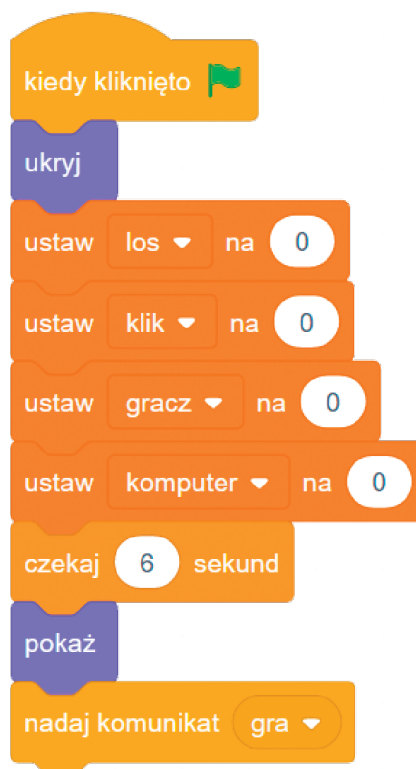 kiedy kliknięto
ukryj
ustaw los na 0
ustaw klik na 0
ustaw gracz na 0
ustaw komputer na 0
czekaj 6 sekund
pokaż
nadaj komunikat gra